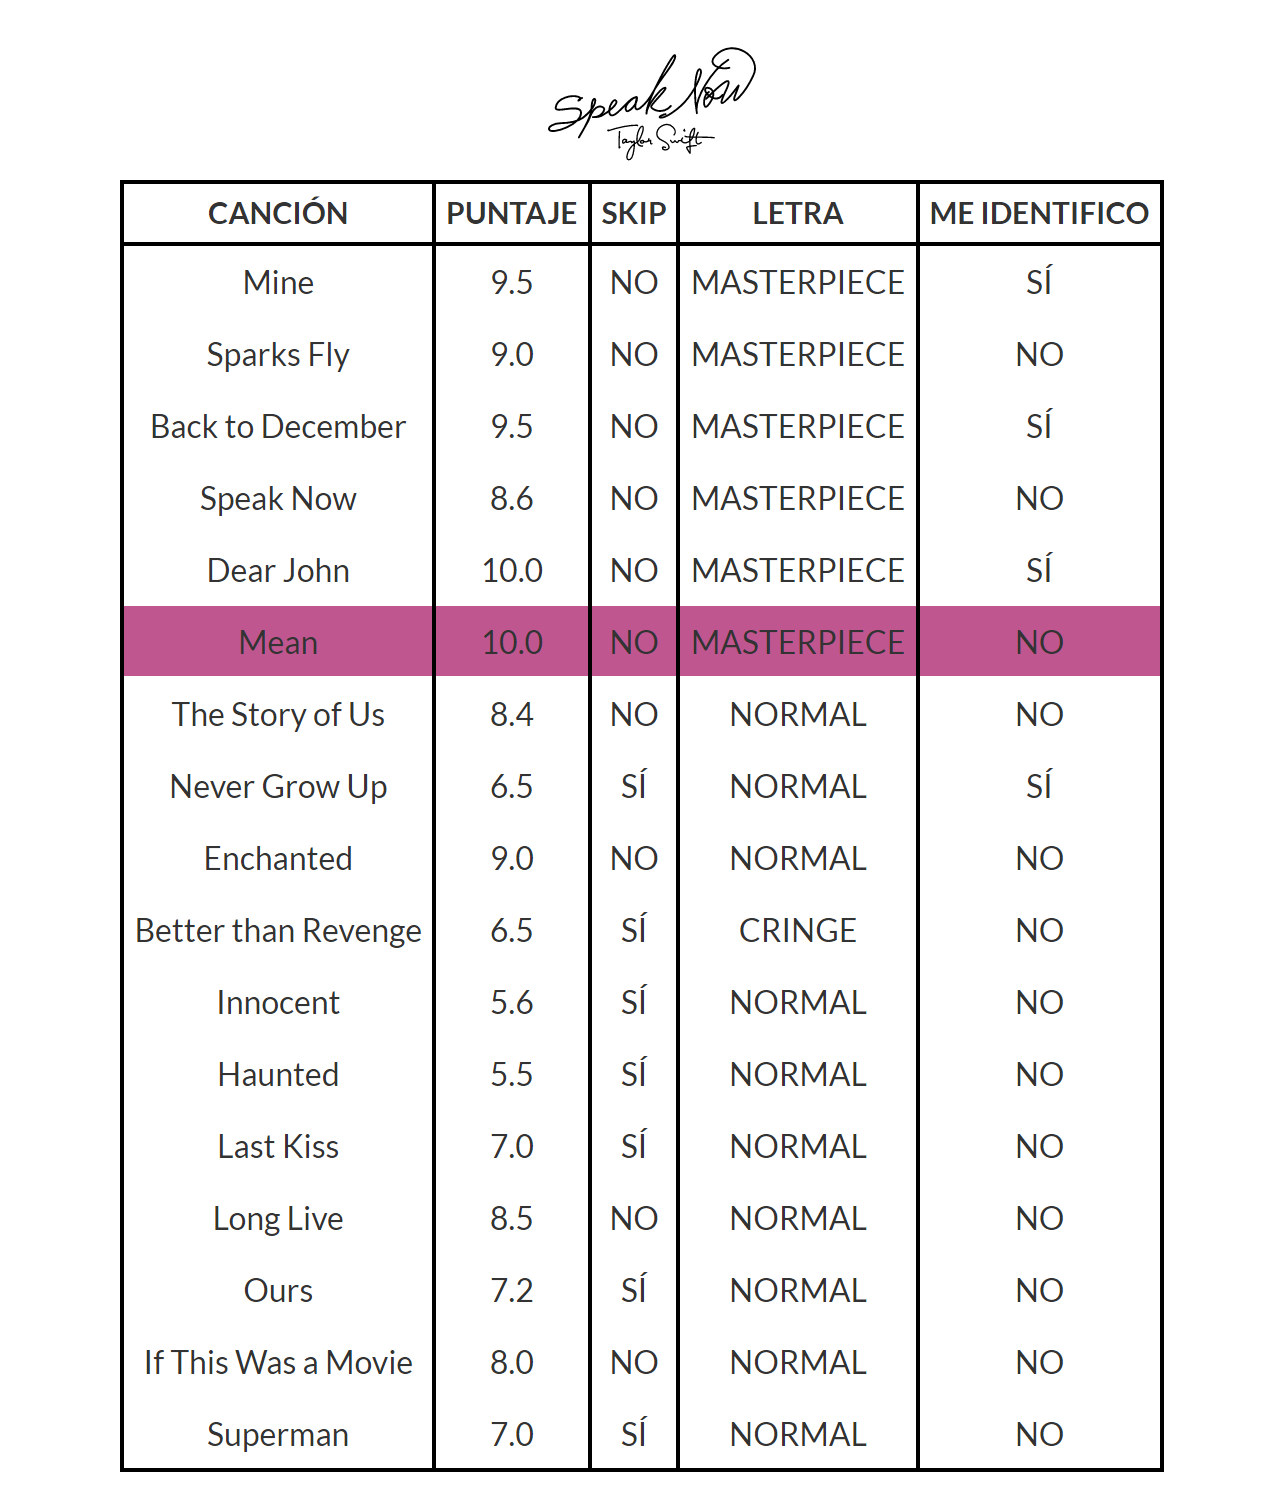 Speak Now
Taylor Swift
CANCIÓN PUNTAJE SKIP LETRA ME IDENTIFICO
Mine 9.5 NO MASTERPIECE SÍ
Sparks Fly 9.0 NO MASTERPIECE NO
Back to December 9.5 NO MASTERPIECE SÍ
Speak Now 8.6 NO MASTERPIECE NO
Dear John 10.0 NO MASTERPIECE SÍ
Mean 10.0 NO MASTERPIECE NO
The Story of Us 8.4 NO NORMAL NO
Never Grow Up 6.5 SÍ NORMAL SÍ
Enchanted 9.0 NO NORMAL NO
Better than Revenge 6.5 SÍ CRINGE NO
Innocent 5.6 SÍ NORMAL NO
Haunted 5.5 SÍ NORMAL NO
Last Kiss 7.0 SÍ NORMAL NO
Long Live 8.5 NO NORMAL NO
Ours 7.2 SÍ NORMAL NO
If This Was a Movie 8.0 NO NORMAL NO
Superman 7.0 SÍ NORMAL NO